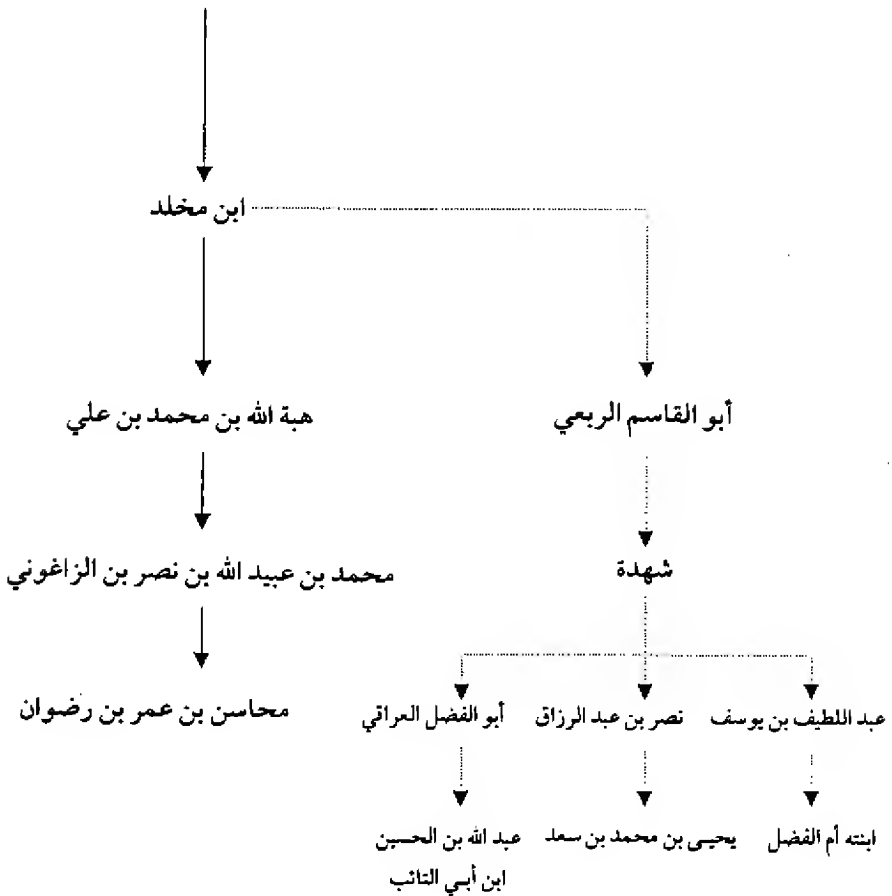 ابن مخلد
أبو القاسم الربعي
هبة الله بن محمد بن علي
شهدة
محمد بن عبيد الله بن نصر بن الزاغوني
عبد اللطيف بن يوسف
نصر بن عبد الرزاق
أبو الفضل العراقي
محاسن بن عمر بن رضوان
ابنته أم الفضل
يحيى بن محمد بن سعد
عبد الله بن الحسين
ابن أبي التائب